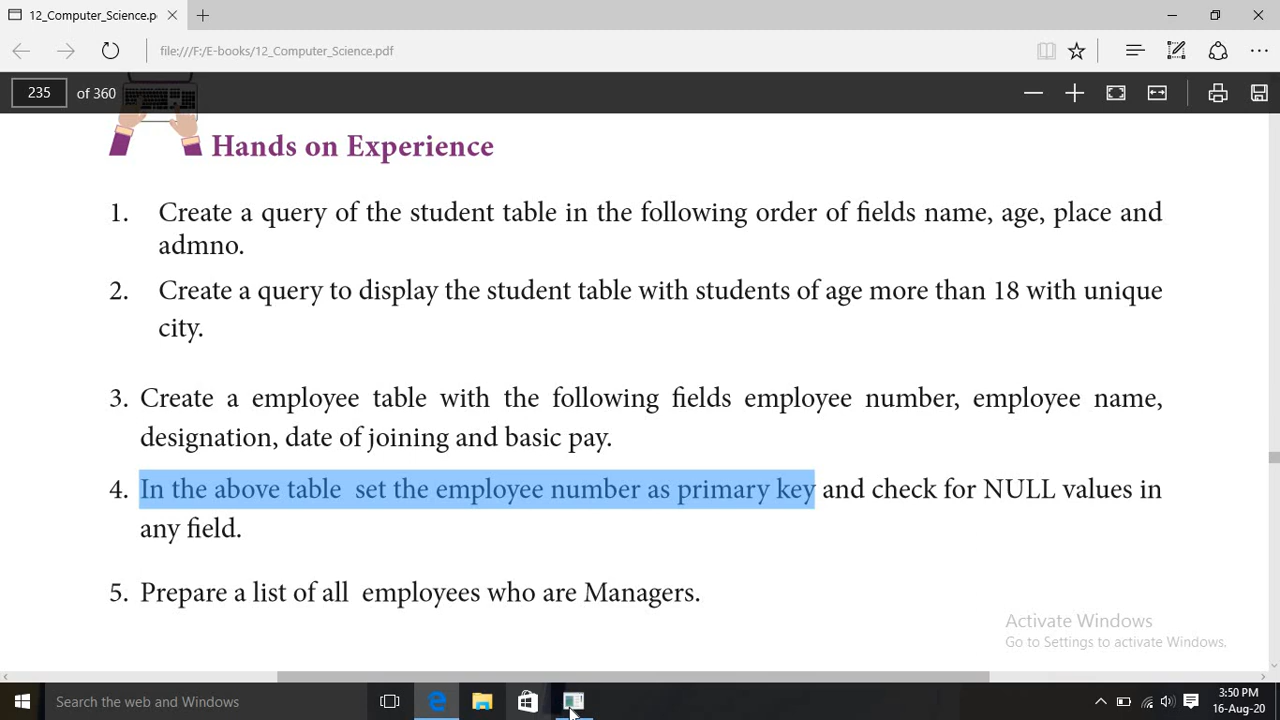 12_Computer_Science.p
file:///F:/E-books/12_Computer_Science.pdf
235 of 360
Hands on Experience
1. Create a query of the student table in the following order of fields name, age, place and
admno.
2. Create a query to display the student table with students of age more than 18 with unique
city.
3. Create a employee table with the following fields employee number, employee name,
designation, date of joining and basic pay.
4. In the above table set the employee number as primary key and check for NULL values in
any field.
5. Prepare a list of all employees who are Managers.
Activate Windows
Go to Settings to activate Windows.
Search the web and Windows
3:50 PM
16-Aug-20